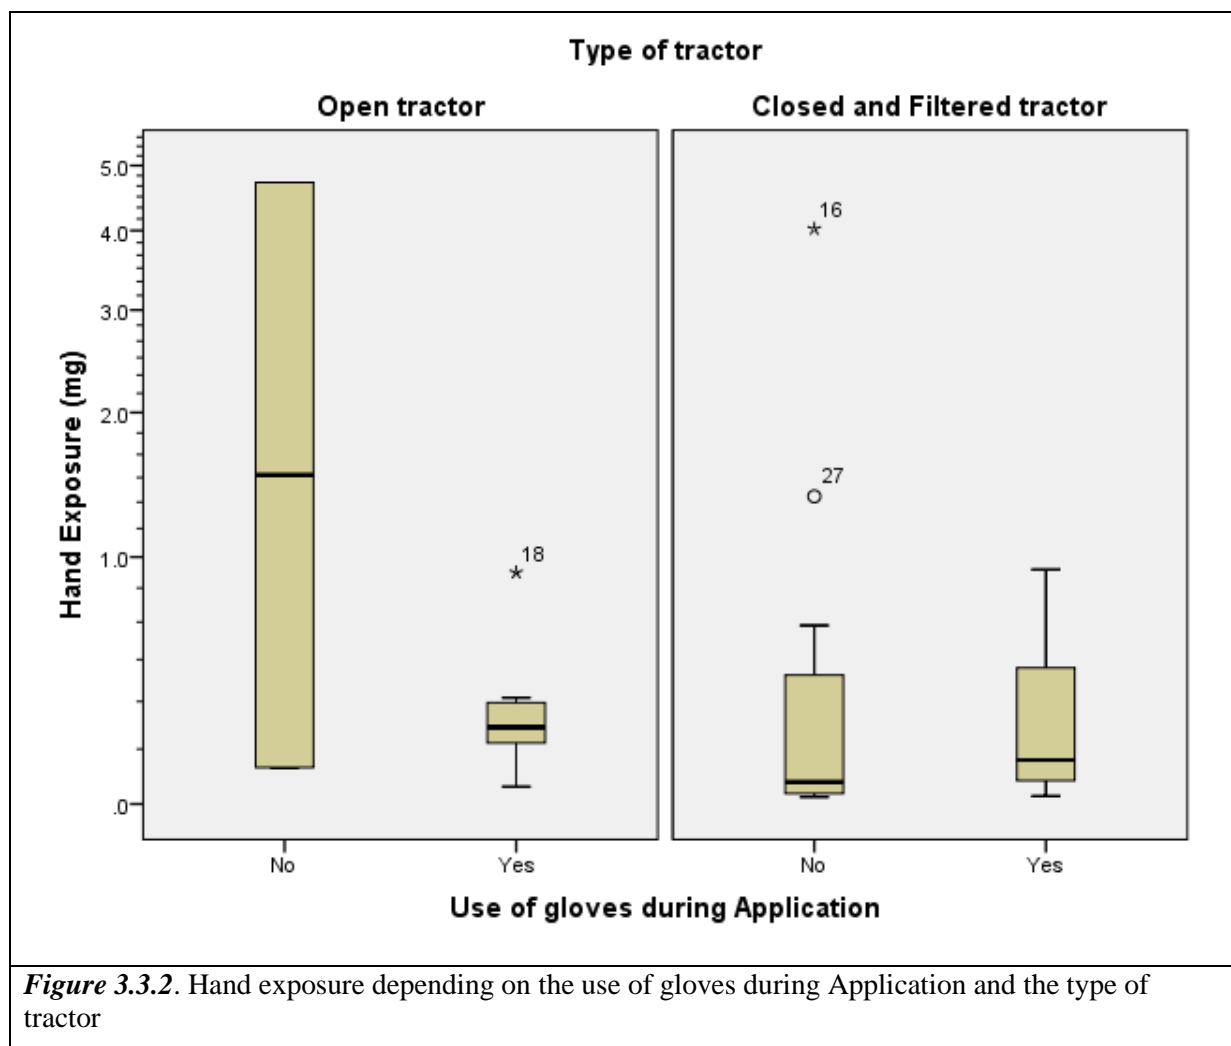 Type of tractor
Open tractor
Closed and Filtered tractor
5.0
4.0
3.0
2.0
1.0
.0
Hand Exposure (mg)
16
27
18
No
Yes
No
Yes
Use of gloves during Application
Figure 3.3.2. Hand exposure depending on the use of gloves during Application and the type of
tractor